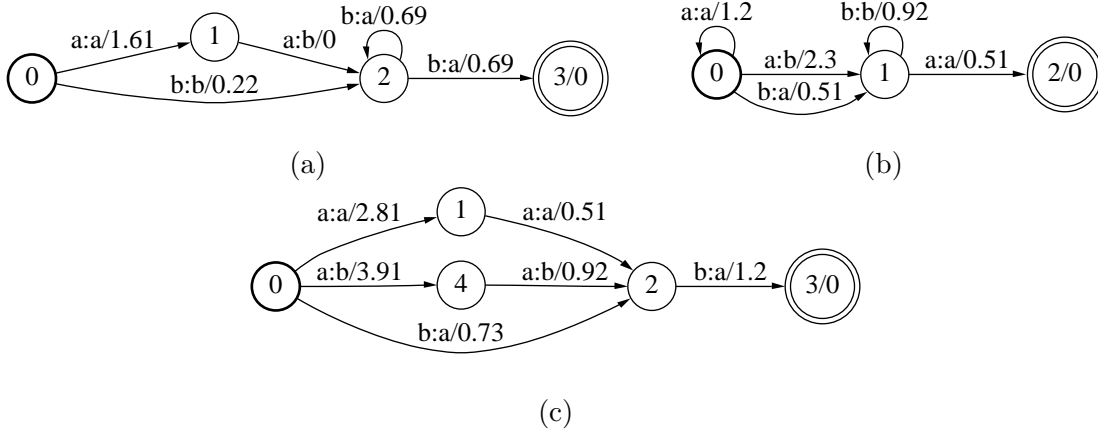 a:a/1.61
a:b/0
b:a/0.69
b:a/0.69
b:b/0.22
0
1
2
3/0
(a)
a:a/1.2
b:b/0.92
a:b/2.3
b:a/0.51
a:a/0.51
0
1
2/0
(b)
a:a/2.81
a:a/0.51
a:b/3.91
a:b/0.92
b:a/1.2
b:a/0.73
0
1
4
2
3/0
(c)